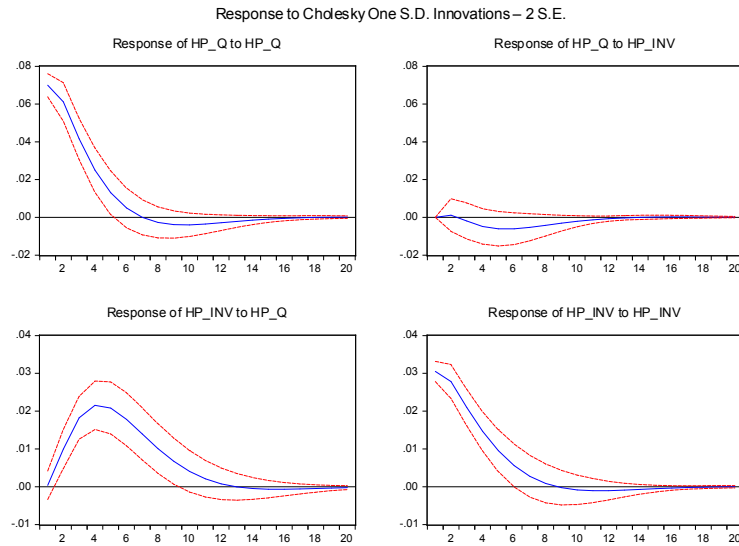 Response to Cholesky One S.D. Innovations – 2 S.E.
Response of HP_Q to HP_Q
.08
.06
.04
.02
.00
-.02
2 4 6 8 10 12 14 16 18 20
Response of HP_Q to HP_INV
.08
.06
.04
.02
.00
-.02
2 4 6 8 10 12 14 16 18 20
Response of HP_INV to HP_Q
.04
.03
.02
.01
.00
-.01
2 4 6 8 10 12 14 16 18 20
Response of HP_INV to HP_INV
.04
.03
.02
.01
.00
-.01
2 4 6 8 10 12 14 16 18 20